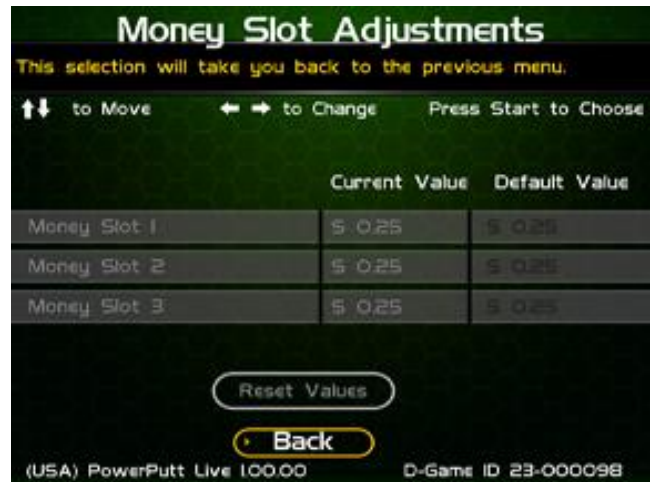 Money Slot Adjustments
This selection will take you back to the previous menu.
to Move to Change Press Start to Choose
Current Value Default Value
Money Slot 1 $ 0.25 $ 0.25
Money Slot 2 $ 0.25 $ 0.25
Money Slot 3 $ 0.25 $ 0.25
Reset Values
Back
(USA) PowerPutt Live 1.00.00 D-Game ID 23-000098